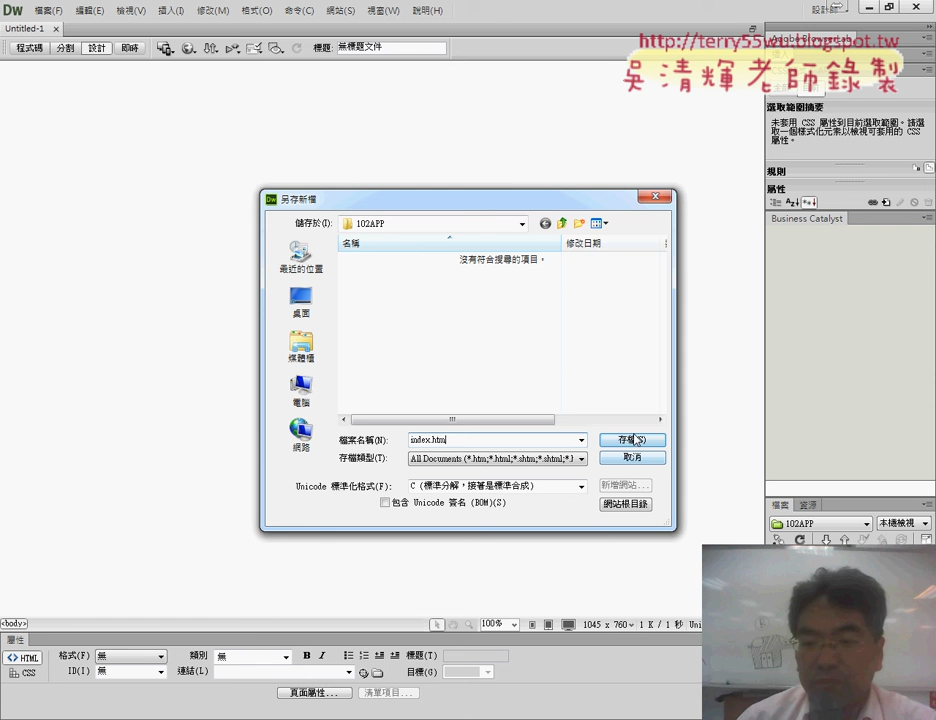 Dw 檔案(F) 編輯(E) 檢視(V) 插入(I) 修改(M) 格式(O) 命令(C) 網站(S) 視窗(W) 說明(H) 設計師
Untitled-1
程式碼 分割 設計 即時 標題: 無標題文件
http://terry55wu.blogspot.tw
吳清輝老師錄製
選取範圍摘要
未套用 CSS 屬性到目前選取範圍。請選
取一個樣式化元素以檢視可套用的 CSS
屬性。
規則
屬性
Business Catalyst
Dw 另存新檔
儲存於(I): 102APP
名稱 修改日期
沒有符合搜尋的項目。
最近的位置
桌面
媒體櫃
電腦
網路
檔案名稱(N): index.htm 存檔(S)
存檔類型(T): All Documents (*.htm;*.html;*.shtm;*.shtml;*.} 取消
Unicode 標準化格式(F): C (標準分解，接著是標準合成) 新增網站...
包含 Unicode 簽名 (BOM)(S) 網站根目錄
檔案 資源
102APP 本機檢視
<body> 100% 1045 x 760 1 K / 1 秒 Uni
屬性
HTML 格式(F) 無 類別 無 B I 標題(T)
CSS ID(I) 無 連結(L) 目標(G)
頁面屬性... 清單項目...